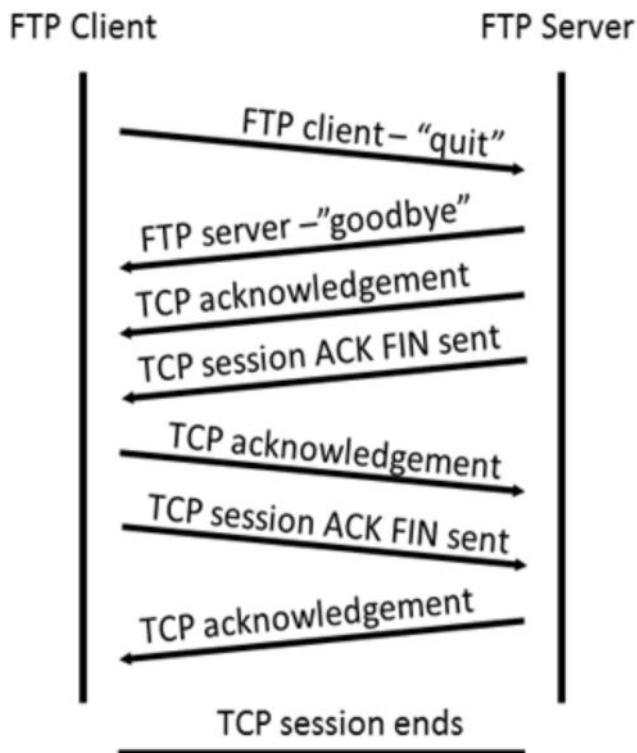 FTP Client
FTP Server
FTP client– “quit”
FTP server –”goodbye”
TCP acknowledgement
TCP session ACK FIN sent
TCP acknowledgement
TCP session ACK FIN sent
TCP acknowledgement
TCP session ends